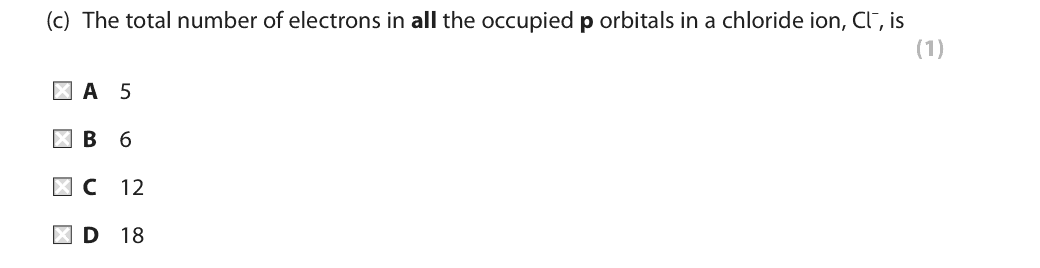 (c) The total number of electrons in all the occupied p orbitals in a chloride ion, Cl⁻, is
(1)
A 5
B 6
C 12
D 18